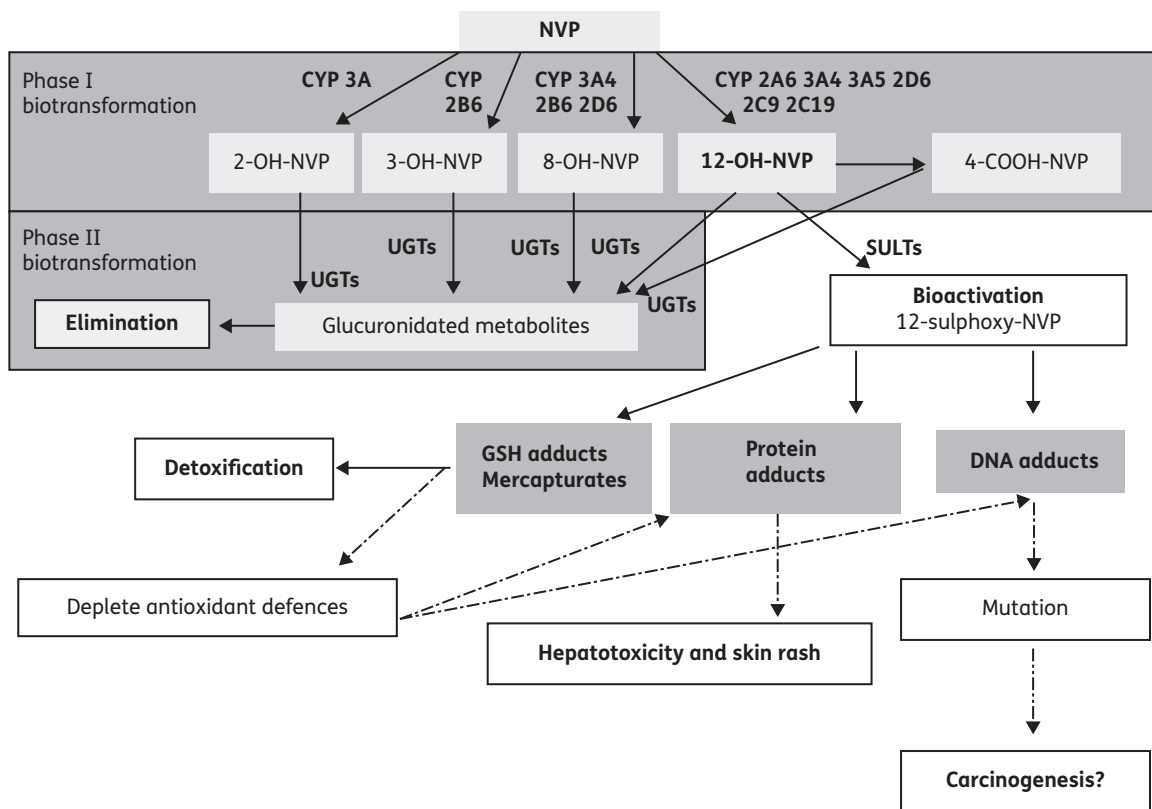 NVP
Phase I
biotransformation
CYP 3A
CYP
2B6
CYP 3A4
2B6 2D6
CYP 2A6 3A4 3A5 2D6
2C9 2C19
2-OH-NVP
3-OH-NVP
8-OH-NVP
12-OH-NVP
4-COOH-NVP
Phase II
biotransformation
UGTs
UGTs
UGTs
UGTs
UGTs
SULTs
Elimination
Glucuronidated metabolites
Bioactivation
12-sulphoxy-NVP
Detoxification
GSH adducts
Mercapturates
Protein
adducts
DNA adducts
Deplete antioxidant defences
Hepatotoxicity and skin rash
Mutation
Carcinogenesis?